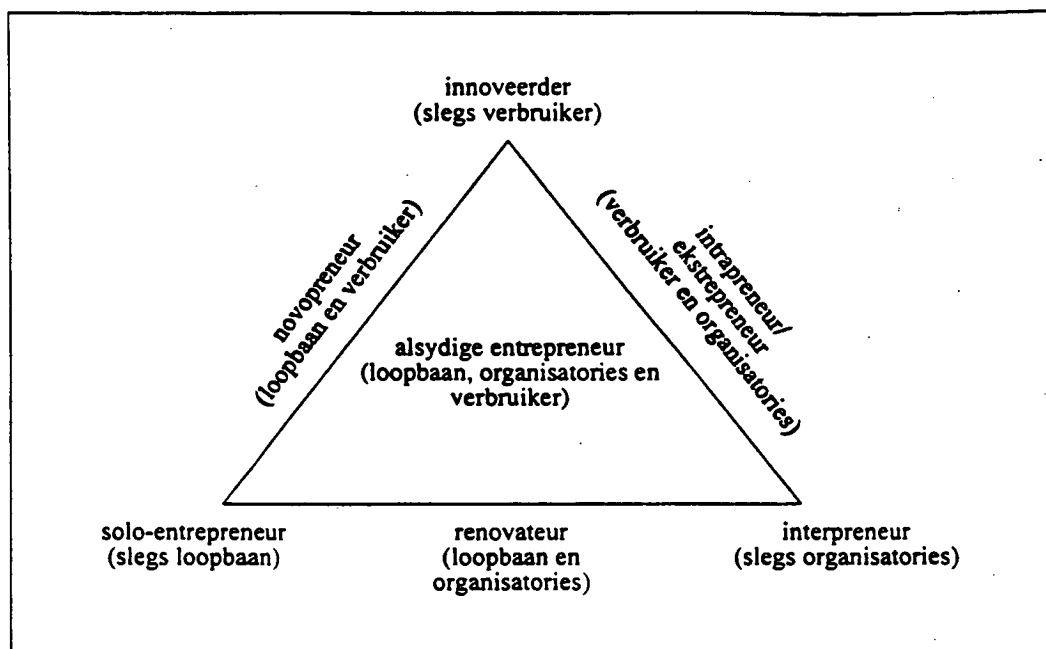 innoveerder
(slegs verbruiker)
novopreneur
(loopbaan en verbruiker)
intrapreneur/
ekstrepreneur
(verbruiker en organisatories)
alsydige entrepreneur
(loopbaan, organisatories en
verbruiker)
solo-entrepreneur
(slegs loopbaan)
renovateur
(loopbaan en
organisatories)
interpreneur
(slegs organisatories)